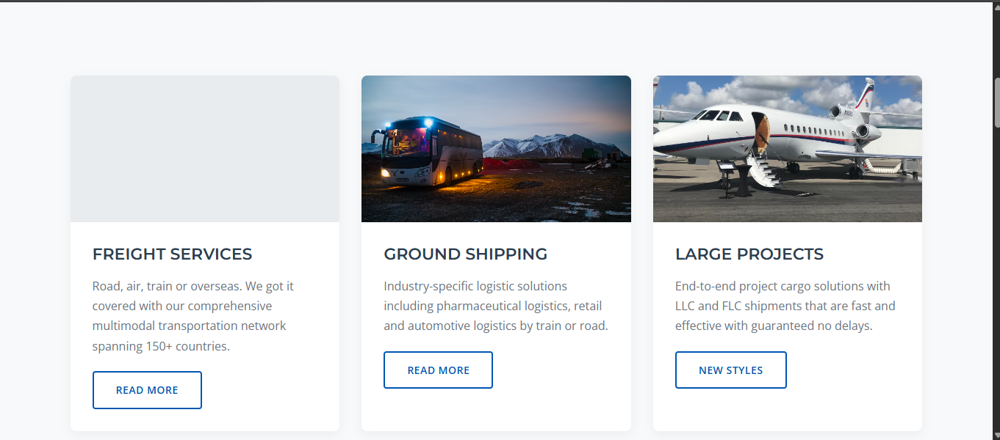 FREIGHT SERVICES
Road, air, train or overseas. We got it
covered with our comprehensive
multimodal transportation network
spanning 150+ countries.
READ MORE
GROUND SHIPPING
Industry-specific logistic solutions
including pharmaceutical logistics, retail
and automotive logistics by train or road.
READ MORE
LARGE PROJECTS
End-to-end project cargo solutions with
LLC and FLC shipments that are fast and
effective with guaranteed no delays.
NEW STYLES